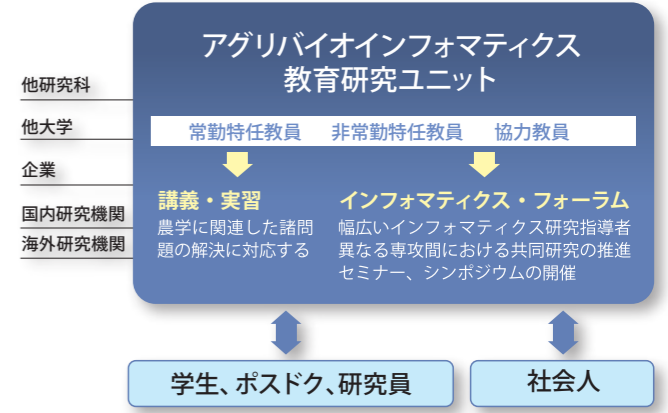 アグリバイオインフォマティクス
教育研究ユニット
他研究科
他大学
企業
国内研究機関
海外研究機関
常勤特任教員 非常勤特任教員 協力教員
講義・実習
農学に関連した諸問
題の解決に対応する
インフォマティクス・フォーラム
幅広いインフォマティクス研究指導者
異なる専攻間における共同研究の推進
セミナー、シンポジウムの開催
学生、ポスドク、研究員
社会人